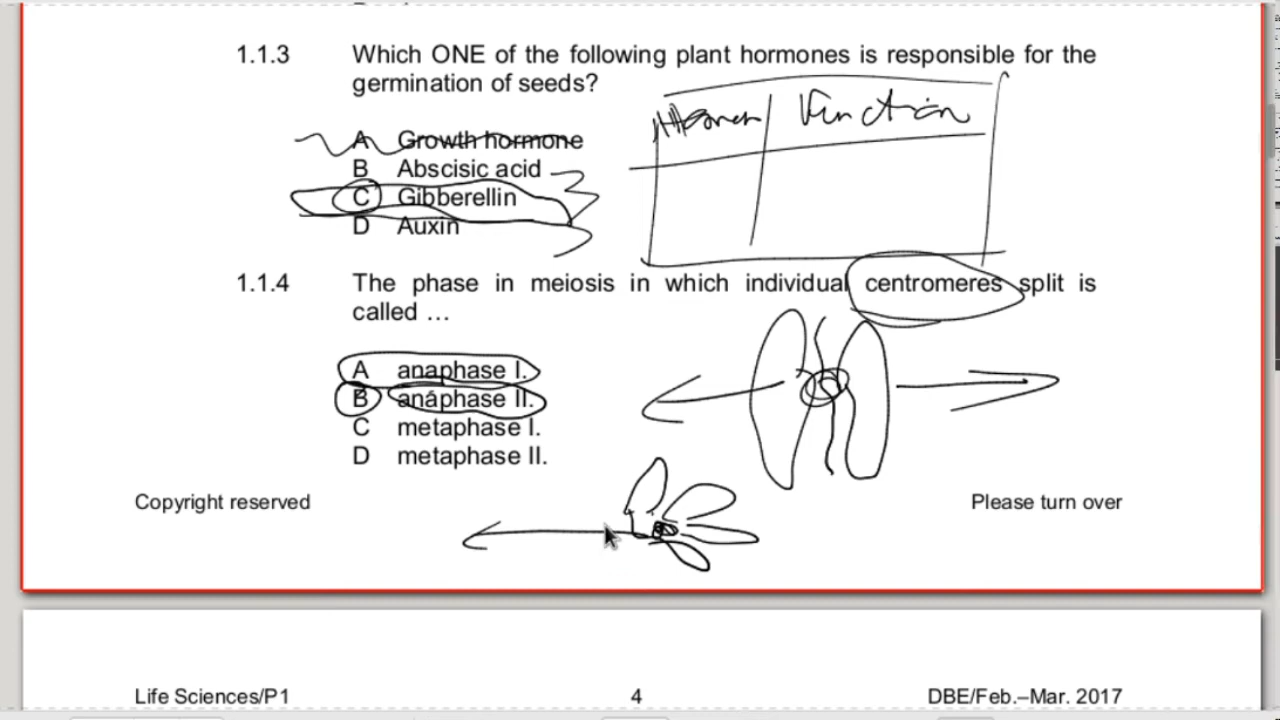 1.1.3 Which ONE of the following plant hormones is responsible for the
germination of seeds?
Function
A Growth hormone
B Abscisic acid
C Gibberellin
D Auxin
1.1.4 The phase in meiosis in which individual centromeres split is
called …
A anaphase I.
B anaphase II.
C metaphase I.
D metaphase II.
Copyright reserved Please turn over
Life Sciences/P1 4 DBE/Feb.–Mar. 2017